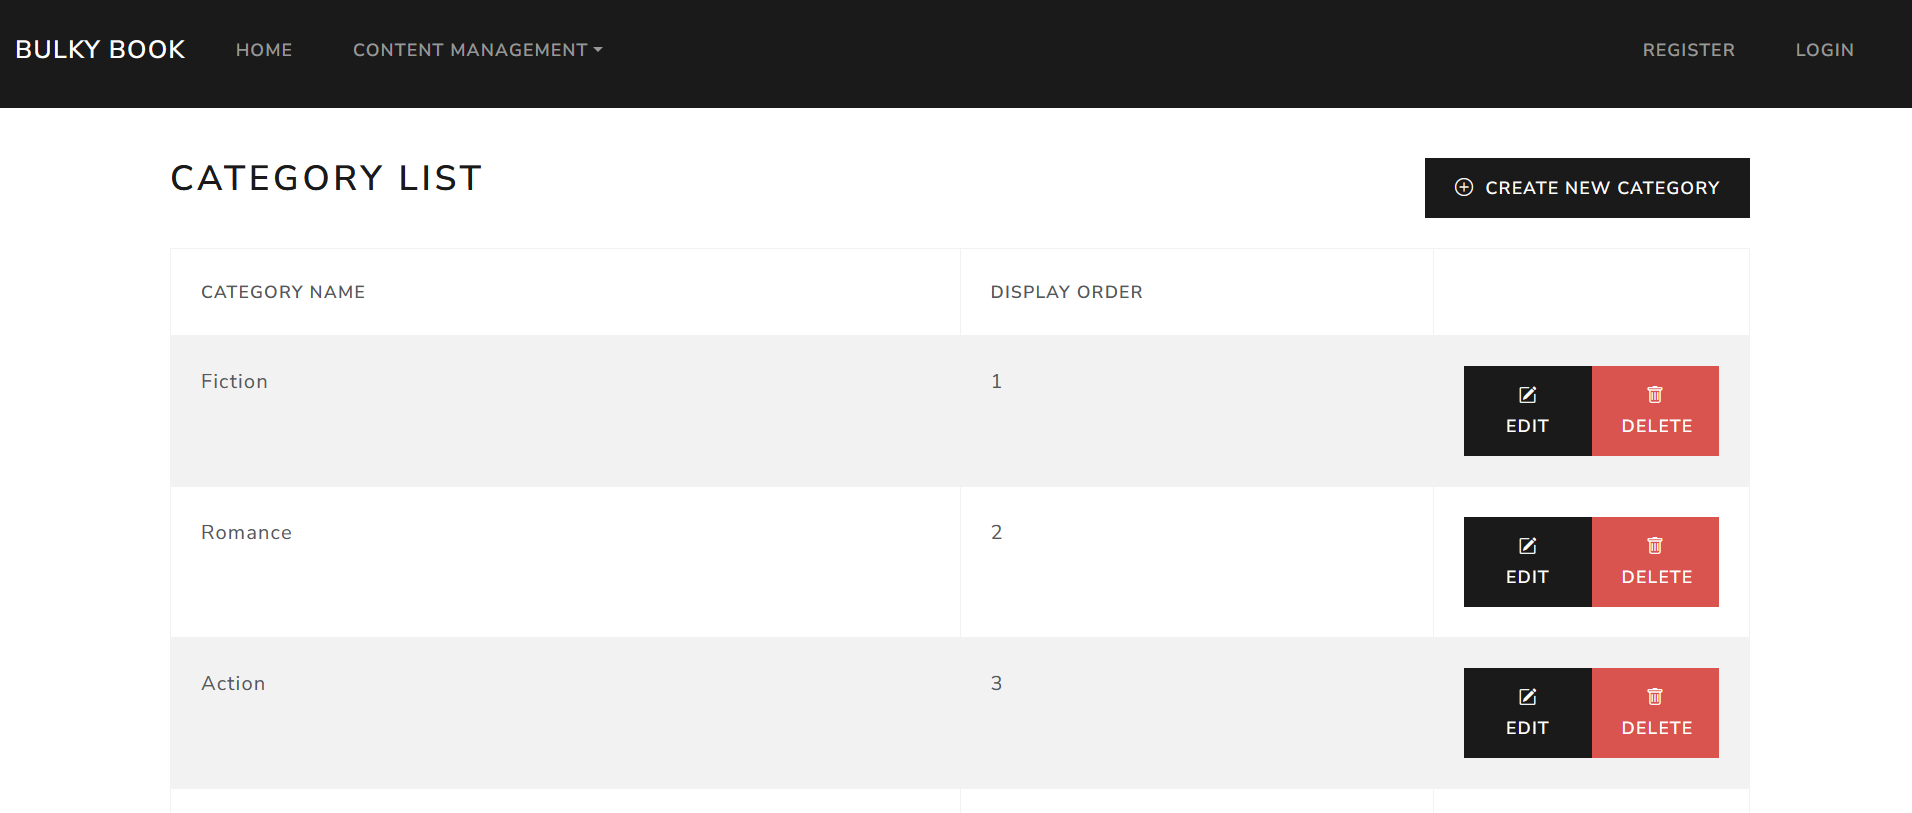 BULKY BOOK HOME CONTENT MANAGEMENT REGISTER LOGIN
CATEGORY LIST
CREATE NEW CATEGORY
CATEGORY NAME DISPLAY ORDER
Fiction 1
EDIT DELETE
Romance 2
EDIT DELETE
Action 3
EDIT DELETE